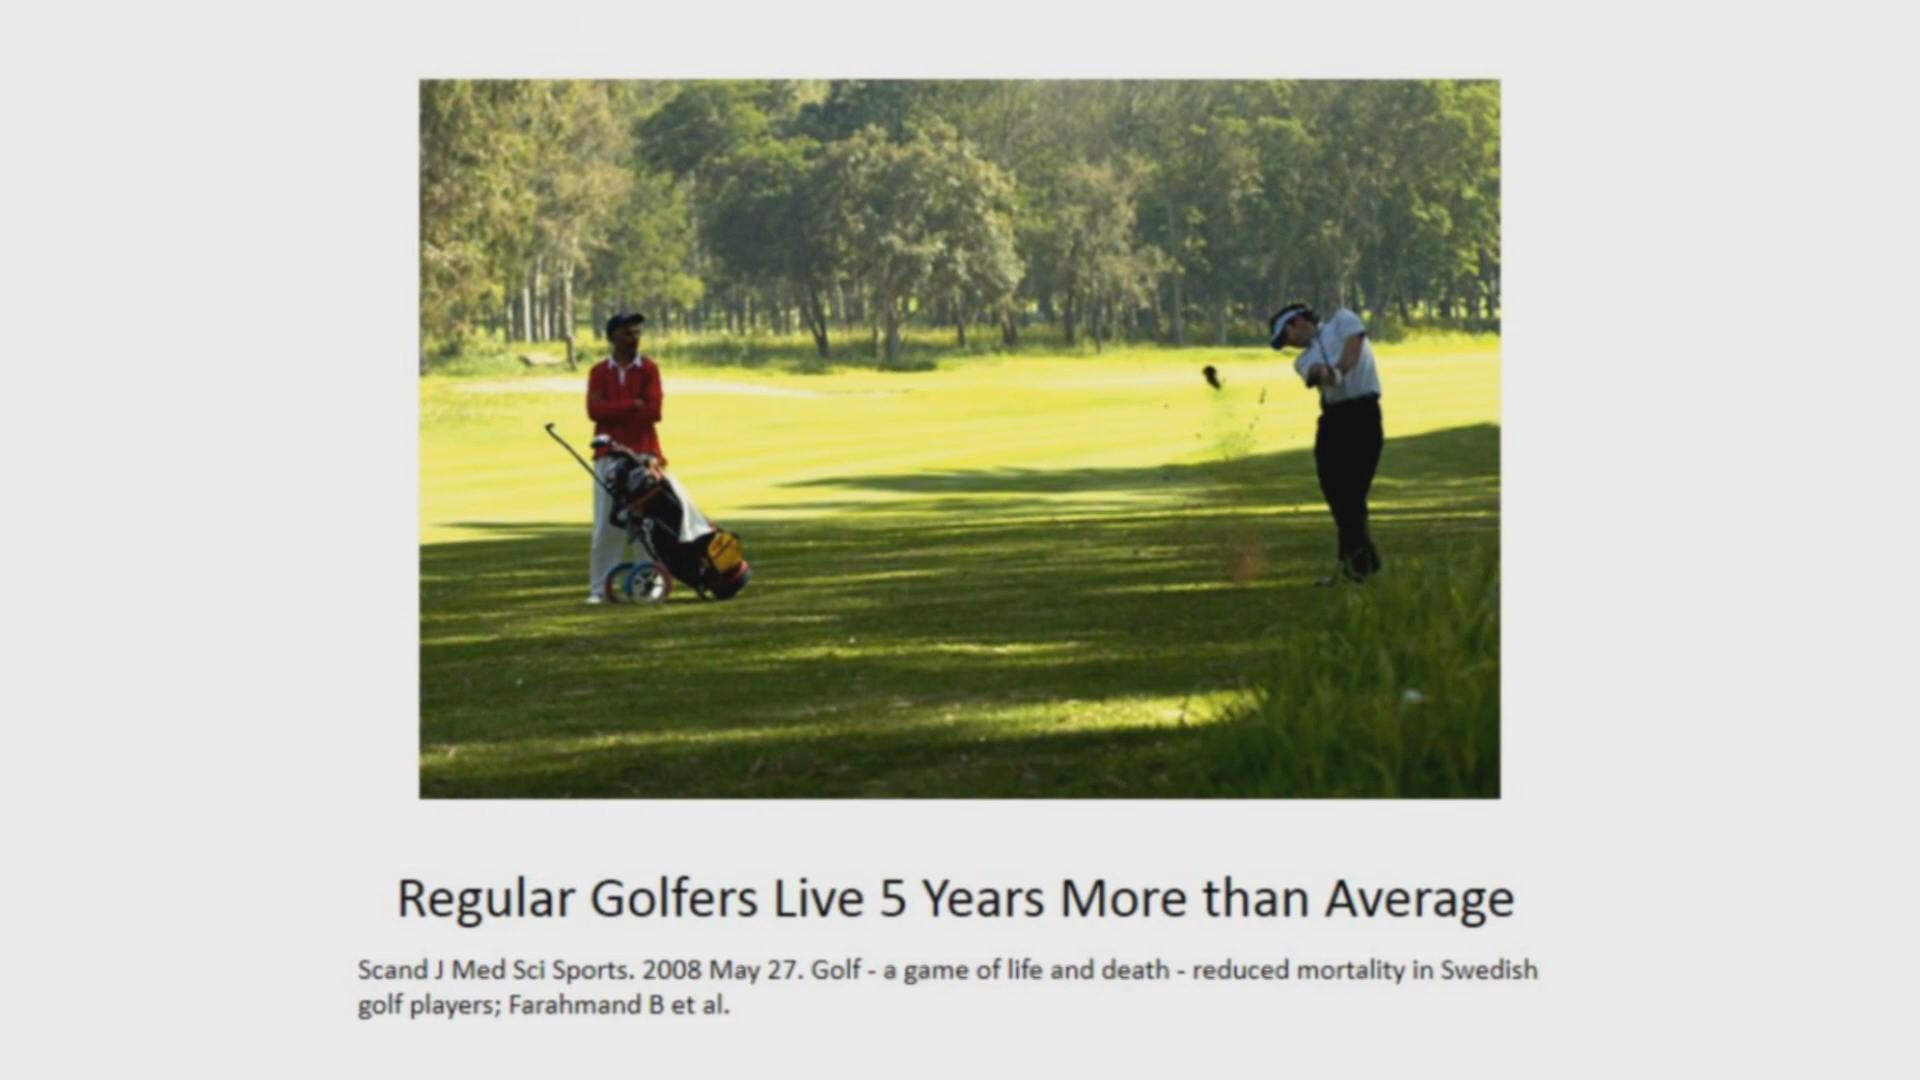 Regular Golfers Live 5 Years More than Average
Scand J Med Sci Sports. 2008 May 27. Golf - a game of life and death - reduced mortality in Swedish
golf players; Farahmand B et al.